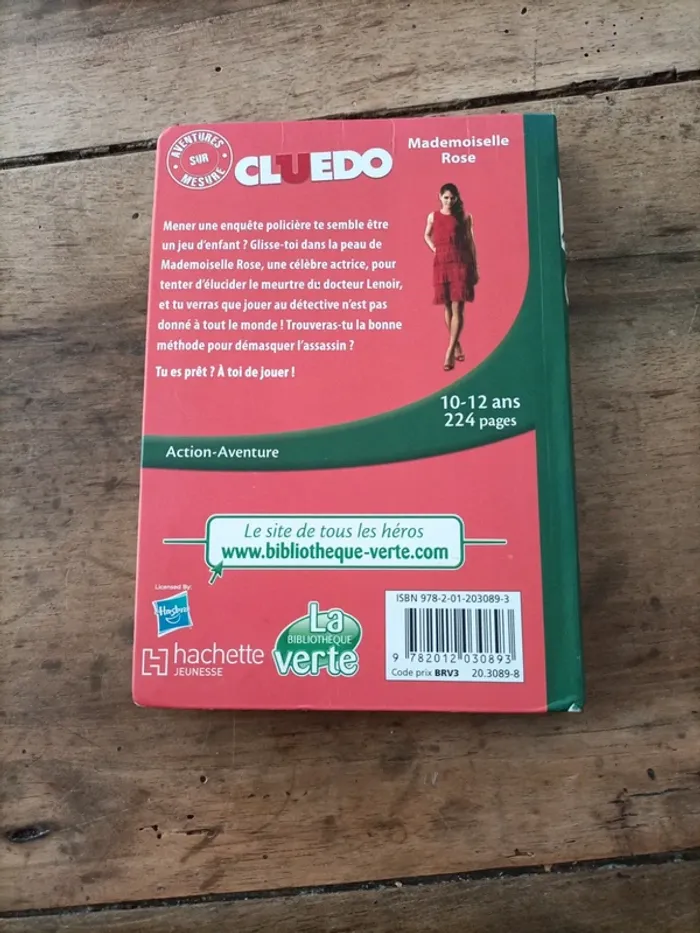 AVENTURES
SUR
MESURE
CLUEDO
Mademoiselle
Rose
Mener une enquête policière te semble être
un jeu d'enfant ? Glisse-toi dans la peau de
Mademoiselle Rose, une célèbre actrice, pour
tenter d'élucider le meurtre du docteur Lenoir,
et tu verras que jouer au détective n'est pas
donné à tout le monde ! Trouveras-tu la bonne
méthode pour démasquer l'assassin ?
Tu es prêt ? À toi de jouer !
10-12 ans
224 pages
Action-Aventure
Le site de tous les héros
www.bibliotheque-verte.com
Licensed By:
Hasbro
hachette
JEUNESSE
La
BIBLIOTHÈQUE
verte
ISBN 978-2-01-203089-3
9 782012 030893
Code prix BRV3 20.3089-8